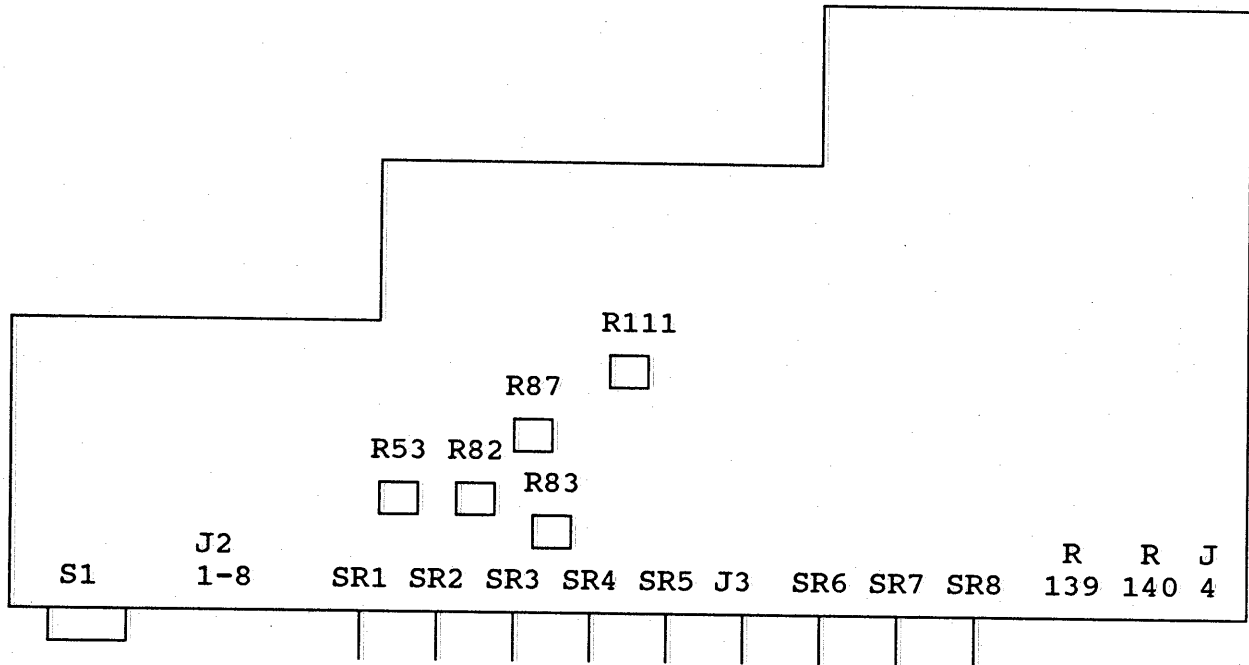 R111
R87
R53 R82
R83
J2 R R J
S1 1-8 SR1 SR2 SR3 SR4 SR5 J3 SR6 SR7 SR8 139 140 4